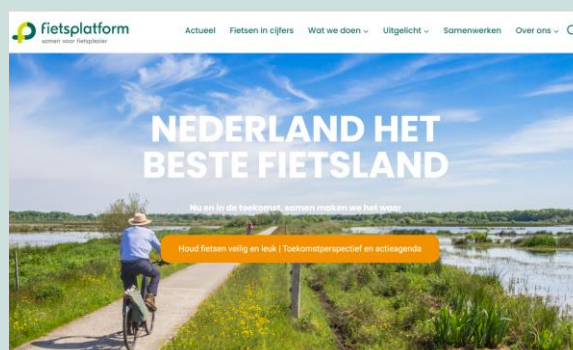 fietsplatform
samen voor fietsplezier
Actueel Fietsen in cijfers Wat we doen Uitgelicht Samenwerken Over ons
NEDERLAND HET
BESTE FIETSLAND
Nu en in de toekomst, samen maken we het waar
Houd fietsen veilig en leuk | Toekomstperspectief en actieagenda